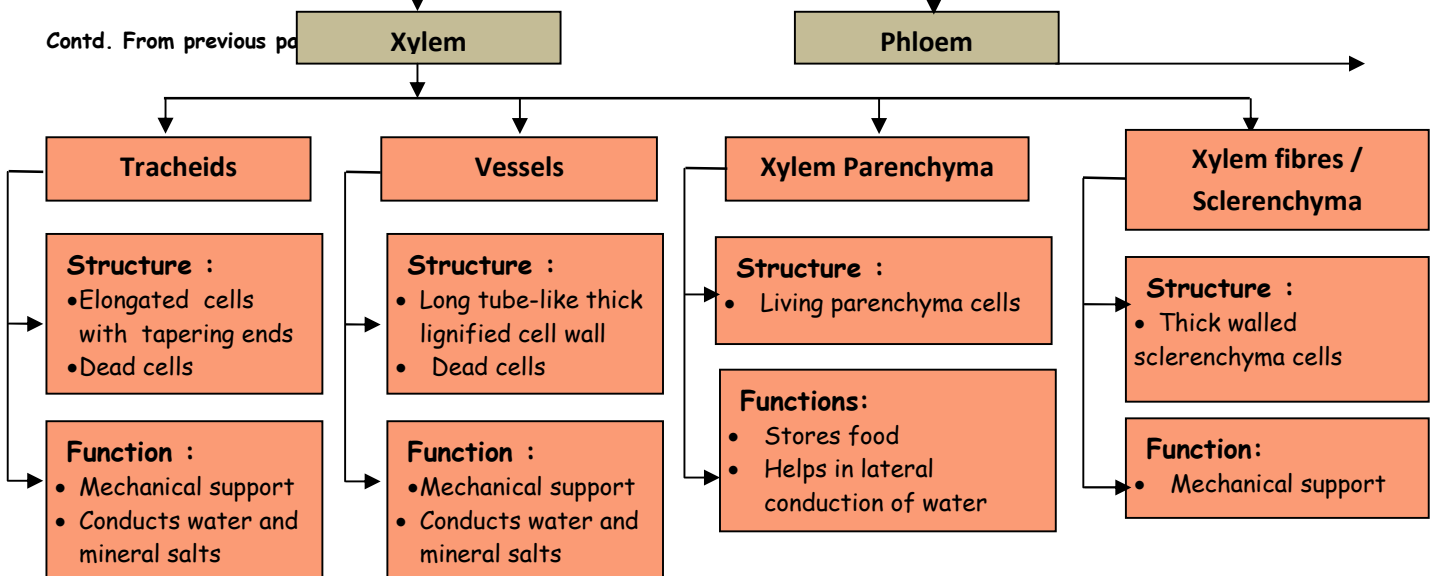 Contd. From previous pa
Xylem
Phloem
Tracheids
Vessels
Xylem Parenchyma
Xylem fibres /
Sclerenchyma
Structure :
•Elongated cells
with tapering ends
•Dead cells
Structure :
• Long tube-like thick
lignified cell wall
• Dead cells
Structure :
• Living parenchyma cells
Structure :
• Thick walled
sclerenchyma cells
Function :
• Mechanical support
• Conducts water and
mineral salts
Function :
•Mechanical support
• Conducts water and
mineral salts
Functions:
• Stores food
• Helps in lateral
conduction of water
Function:
• Mechanical support